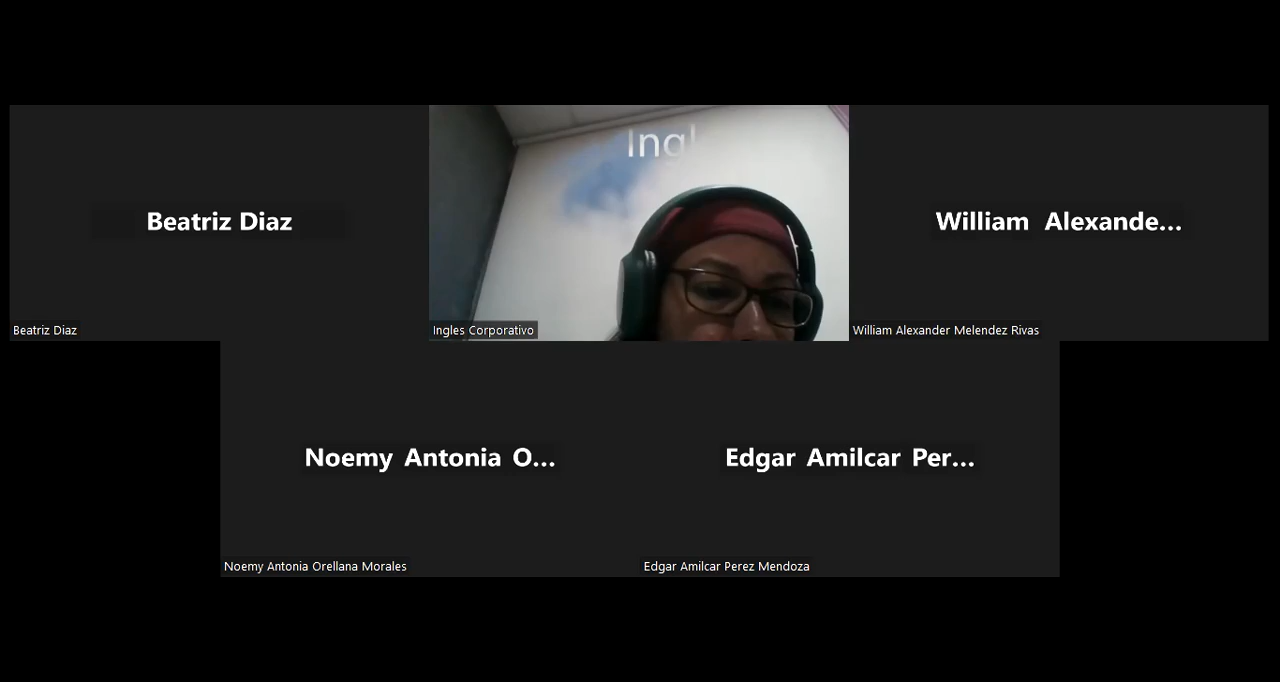 Beatriz Diaz
Ingl
William Alexande...
Beatriz Diaz
Ingles Corporativo
William Alexander Melendez Rivas
Noemy Antonia O...
Edgar Amilcar Per...
Noemy Antonia Orellana Morales
Edgar Amilcar Perez Mendoza